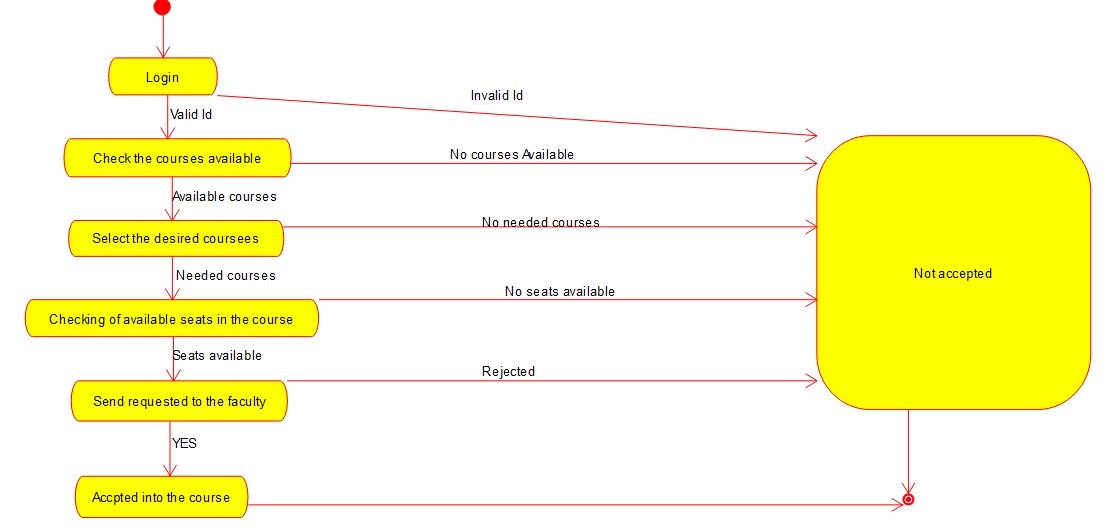 Login
Invalid Id
Valid Id
Check the courses available
No courses Available
Available courses
Select the desired coursees
No needed courses
Needed courses
Not accepted
Checking of available seats in the course
No seats available
Seats available
Rejected
Send requested to the faculty
YES
Accpted into the course